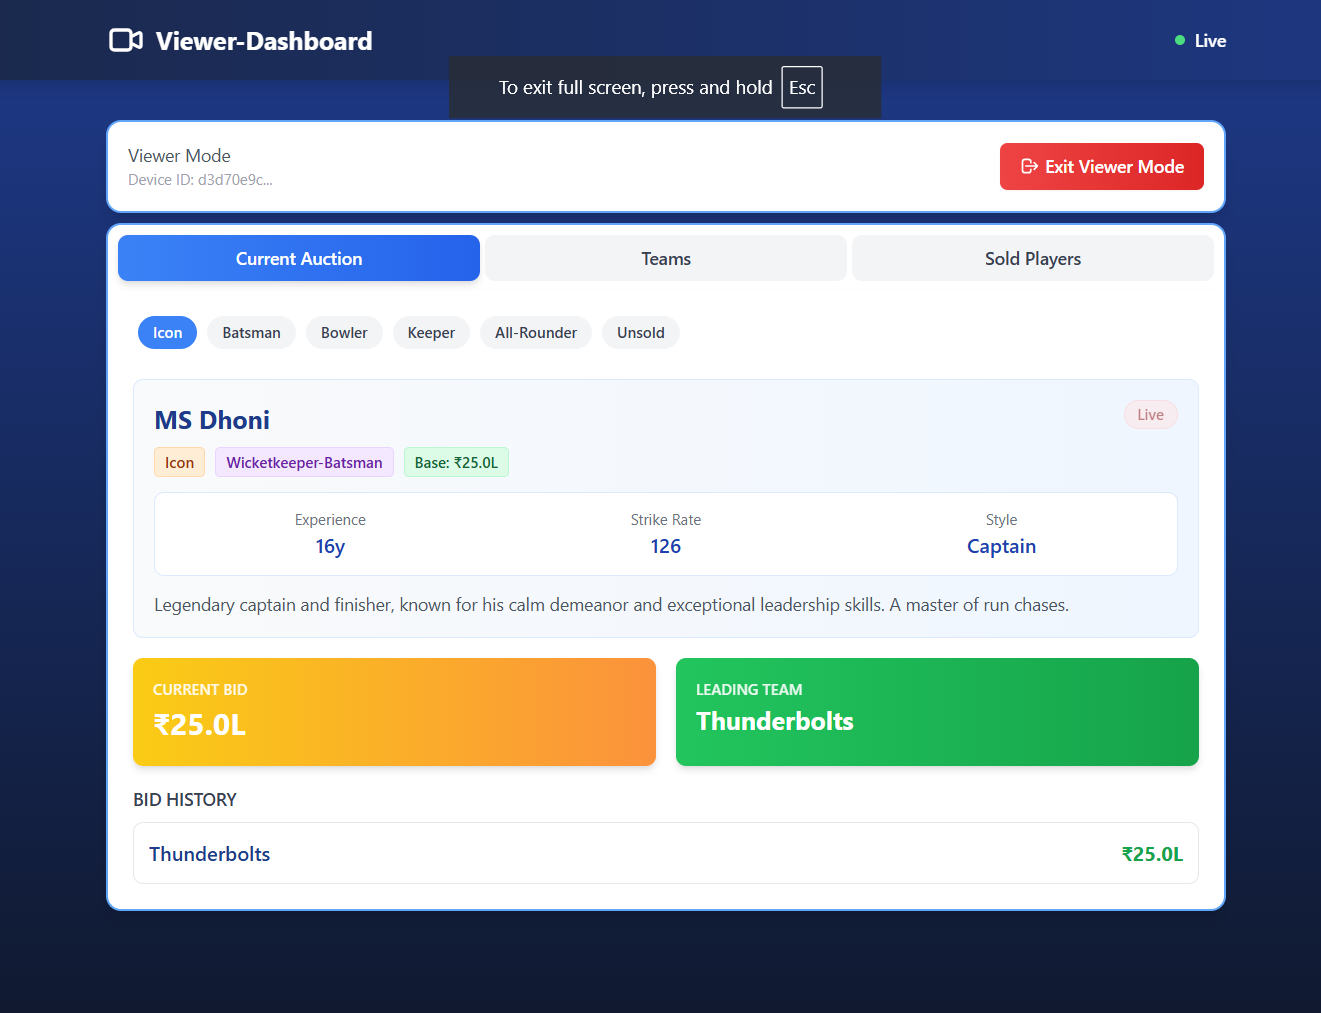 Viewer-Dashboard
Live
To exit full screen, press and hold Esc
Viewer Mode
Device ID: d3d70e9c...
Exit Viewer Mode
Current Auction
Teams
Sold Players
Icon
Batsman
Bowler
Keeper
All-Rounder
Unsold
MS Dhoni
Live
Icon
Wicketkeeper-Batsman
Base: ₹25.0L
Experience
Strike Rate
Style
16y
126
Captain
Legendary captain and finisher, known for his calm demeanor and exceptional leadership skills. A master of run chases.
CURRENT BID
₹25.0L
LEADING TEAM
Thunderbolts
BID HISTORY
Thunderbolts
₹25.0L